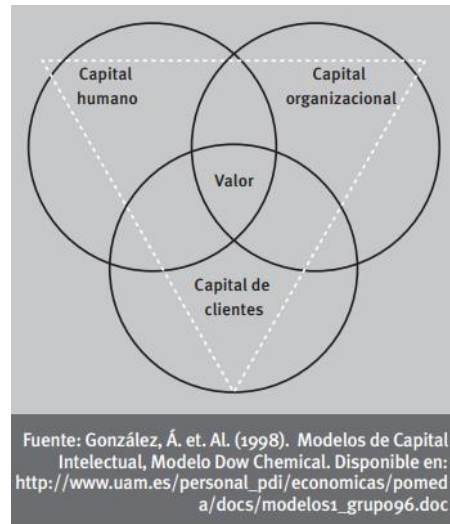 Capital
humano
Capital
organizacional
Valor
Capital de
clientes
Fuente: González, Á. et. Al. (1998).  Modelos de Capital
Intelectual, Modelo Dow Chemical. Disponible en:
http://www.uam.es/personal_pdi/economicas/pomed
a/docs/modelos1_grupo96.doc